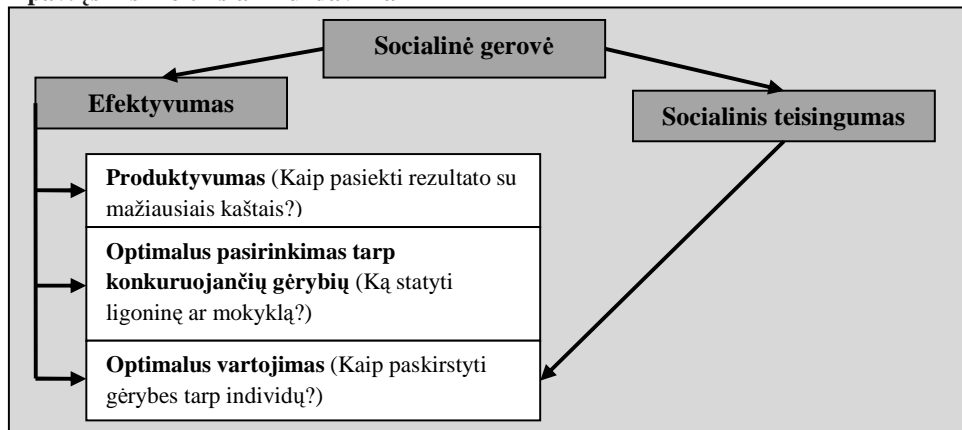 Socialinė gerovė
Efektyvumas
Socialinis teisingumas
Produktyvumas (Kaip pasiekti rezultato su
mažiausiais kaštais?)
Optimalus pasirinkimas tarp
konkuruojančių gėrybių (Ką statyti
ligoninę ar mokyklą?)
Optimalus vartojimas (Kaip paskirstyti
gėrybes tarp individų?)